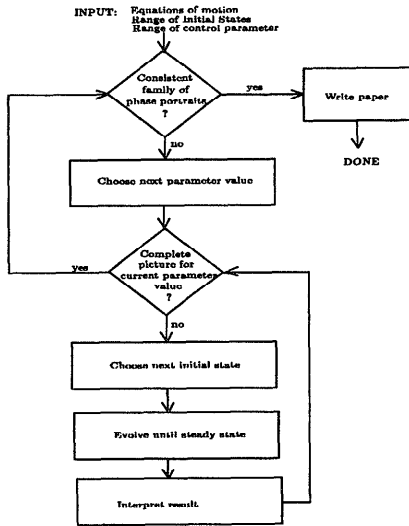 INPUT: Equations of motion
Range of Initial States
Range of control parameter
Consistent
family of
phase portraits
?
yes
Write paper
DONE
no
Choose next parameter value
Complete
picture for
current parameter
value
?
yes
no
Choose next initial state
Evolve until steady state
Interpret result